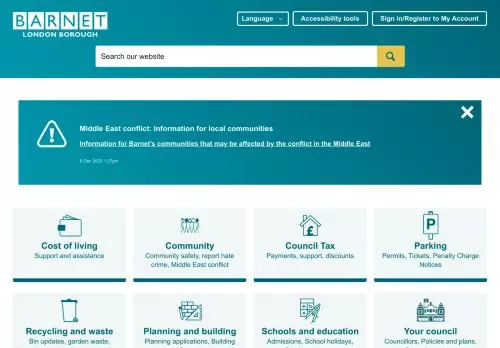 BARNET
LONDON BOROUGH
Language
Accessibility tools
Sign in/Register to My Account
Search our website
Middle East conflict: Information for local communities
Information for Barnet's communities that may be affected by the conflict in the Middle East
5 Dec 2023 1:27pm
Cost of living
Support and assistance
Community
Community safety, report hate
crime, Middle East conflict
Council Tax
Payments, support, discounts
Parking
Permits, Tickets, Penalty Charge
Notices
Recycling and waste
Bin updates, garden waste,
Planning and building
Planning applications, Building
Schools and education
Admissions, School holidays,
Your council
Councillors, Policies and plans,